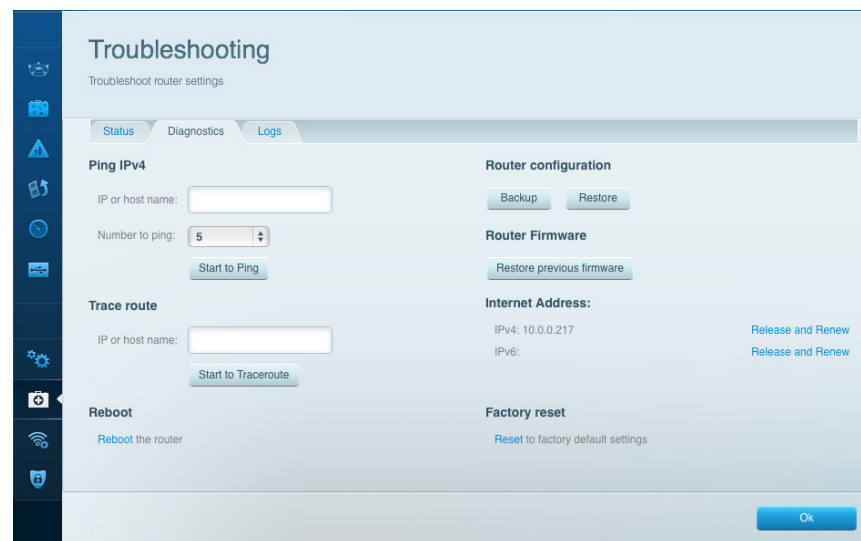 Troubleshooting
Troubleshoot router settings
Status Diagnostics Logs
Ping IPv4
IP or host name:
Number to ping: 5
Start to Ping
Trace route
IP or host name:
Start to Traceroute
Reboot
Reboot the router
Router configuration
Backup Restore
Router Firmware
Restore previous firmware
Internet Address:
IPv4: 10.0.0.217 Release and Renew
IPv6: Release and Renew
Factory reset
Reset to factory default settings
Ok